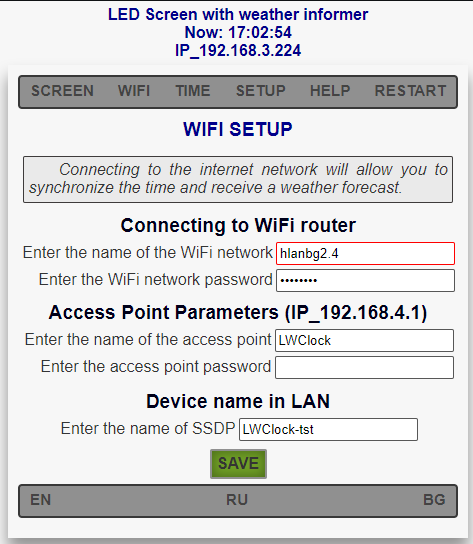 LED Screen with weather informer
Now: 17:02:54
IP_192.168.3.224
SCREEN WIFI TIME SETUP HELP RESTART
WIFI SETUP
Connecting to the internet network will allow you to
synchronize the time and receive a weather forecast.
Connecting to WiFi router
Enter the name of the WiFi network hlanbg2.4
Enter the WiFi network password ••••••••
Access Point Parameters (IP_192.168.4.1)
Enter the name of the access point LWClock
Enter the access point password
Device name in LAN
Enter the name of SSDP LWClock-tst
SAVE
EN RU BG